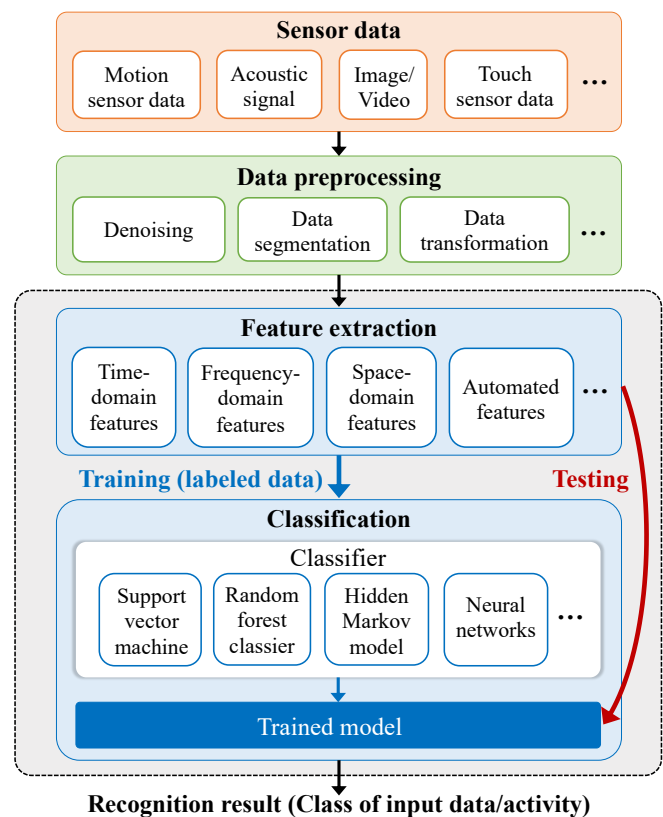 Sensor data
Motion
sensor data
Acoustic
signal
Image/
Video
Touch
sensor data
...
Data preprocessing
Denoising
Data
segmentation
Data
transformation
...
Feature extraction
Time-
domain
features
Frequency-
domain
features
Space-
domain
features
Automated
features
...
Training (labeled data)
Testing
Classification
Classifier
Support
vector
machine
Random
forest
classier
Hidden
Markov
model
Neural
networks
...
Trained model
Recognition result (Class of input data/activity)